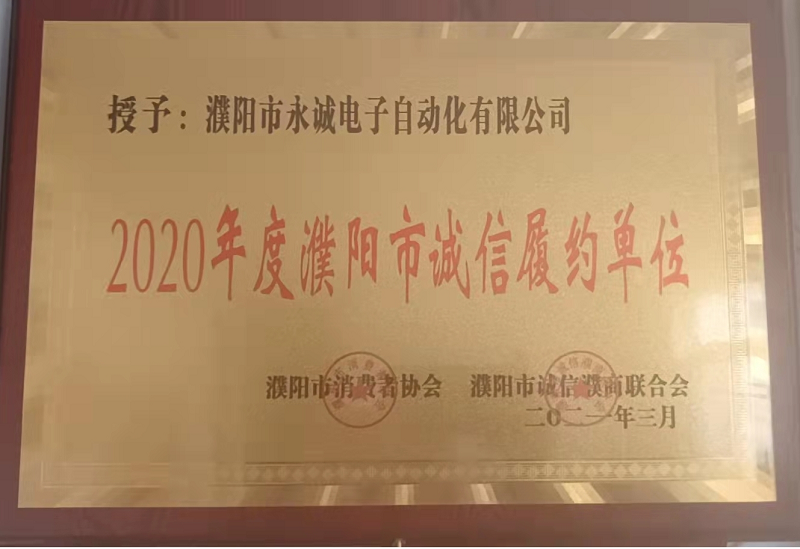 授予：濮阳市永诚电子自动化有限公司
2020年度濮阳市诚信履约单位
濮阳市消费者协会 濮阳市诚信濮商联合会
二〇二一年三月